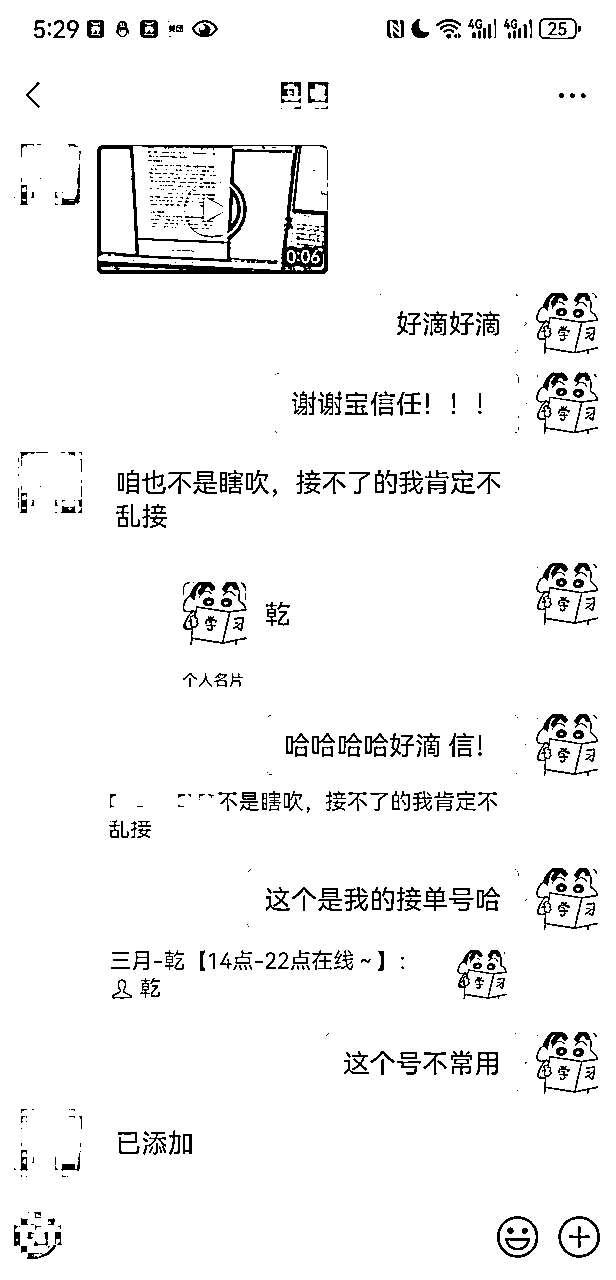 5:29
4G
4G
25
0:06
好滴好滴
谢谢宝信任！！！
咱也不是瞎吹，接不了的我肯定不
乱接
乾
个人名片
哈哈哈哈好滴 信！
不是瞎吹，接不了的我肯定不
乱接
这个是我的接单号哈
三月-乾【14点-22点在线~】：
乾
这个号不常用
已添加